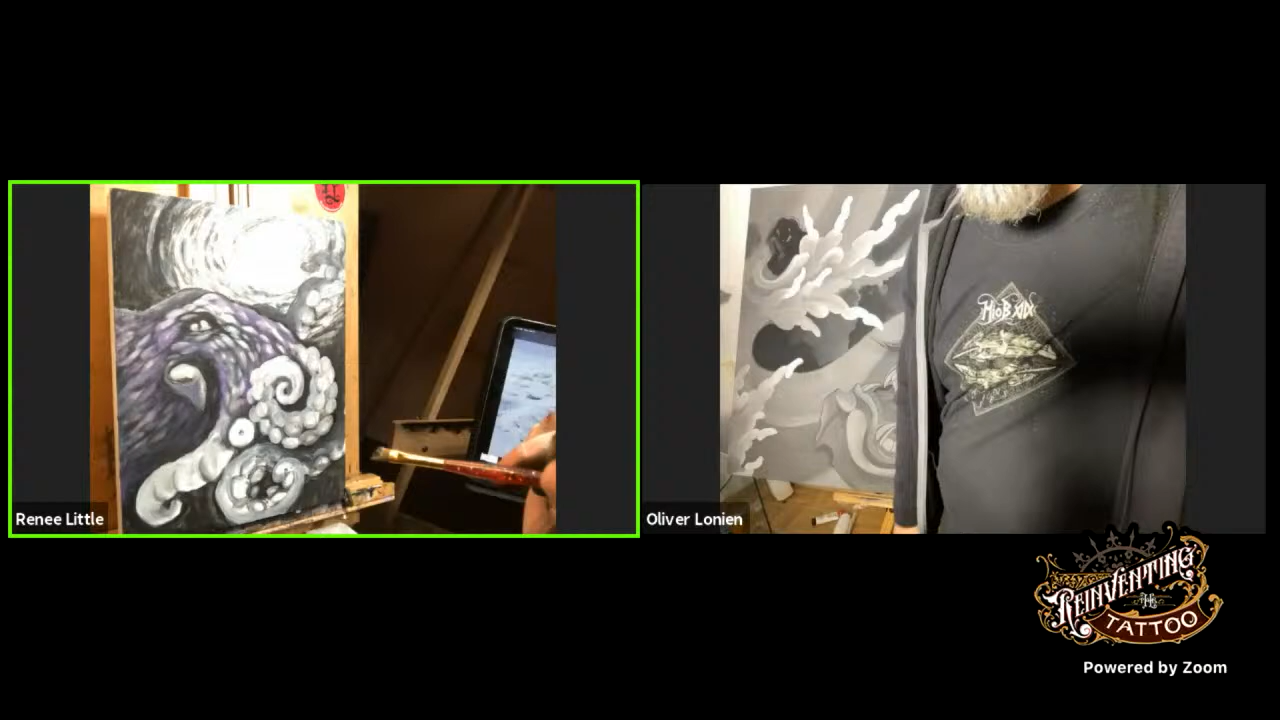 Renee Little
Oliver Lonien
REINVENTING
THE
TATTOO
Powered by Zoom